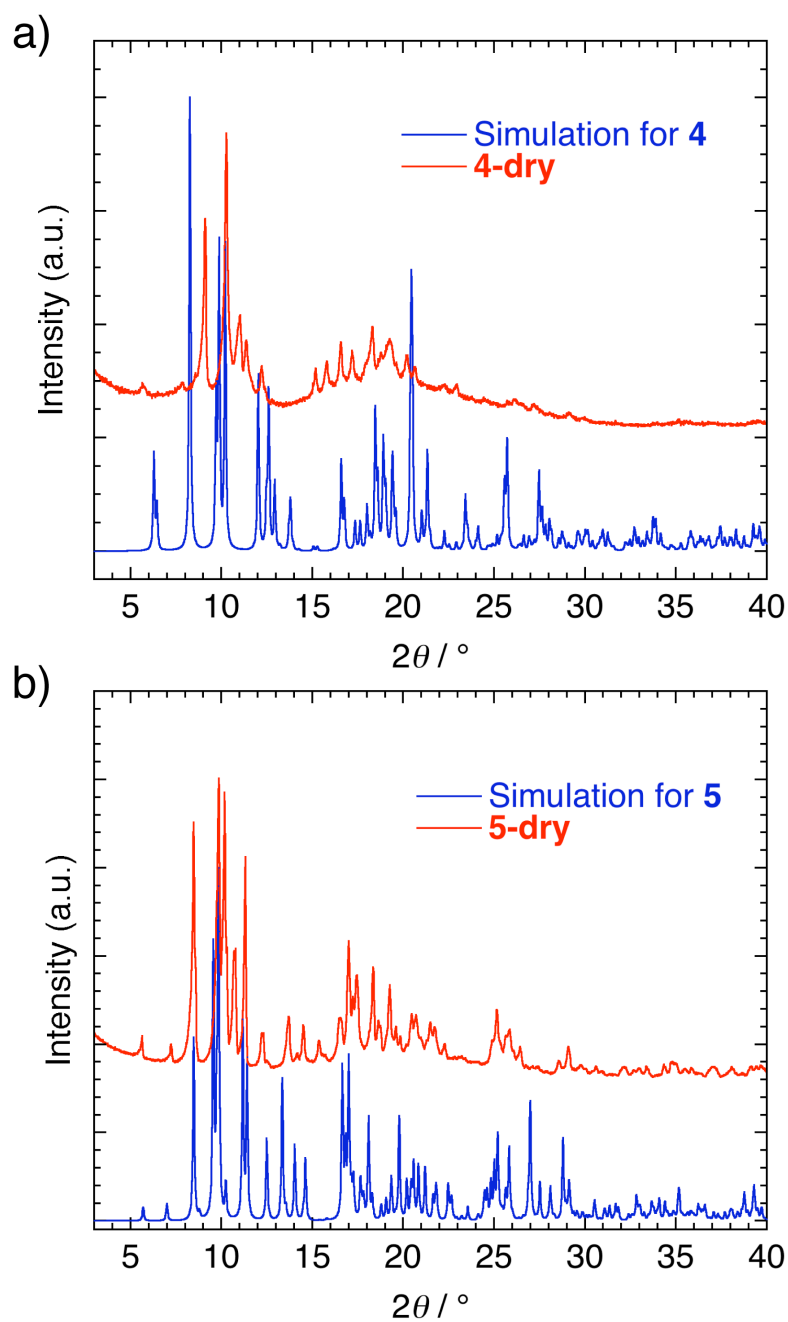 a)
Intensity (a.u.)
Simulation for 4
4-dry
5 10 15 20 25 30 35 40
2θ / °
b)
Intensity (a.u.)
Simulation for 5
5-dry
5 10 15 20 25 30 35 40
2θ / °